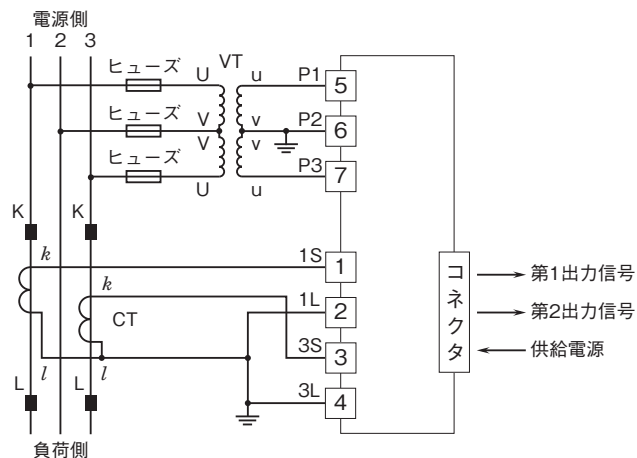 電源側
1 2 3
ヒューズ U VT u P1 5
ヒューズ V v P2 6
V v
ヒューズ U u P3 7
K K
k 1S 1
k 1L 2
CT 3S 3
L l L l 3L 4
負荷側
コネクタ
第1出力信号
第2出力信号
供給電源